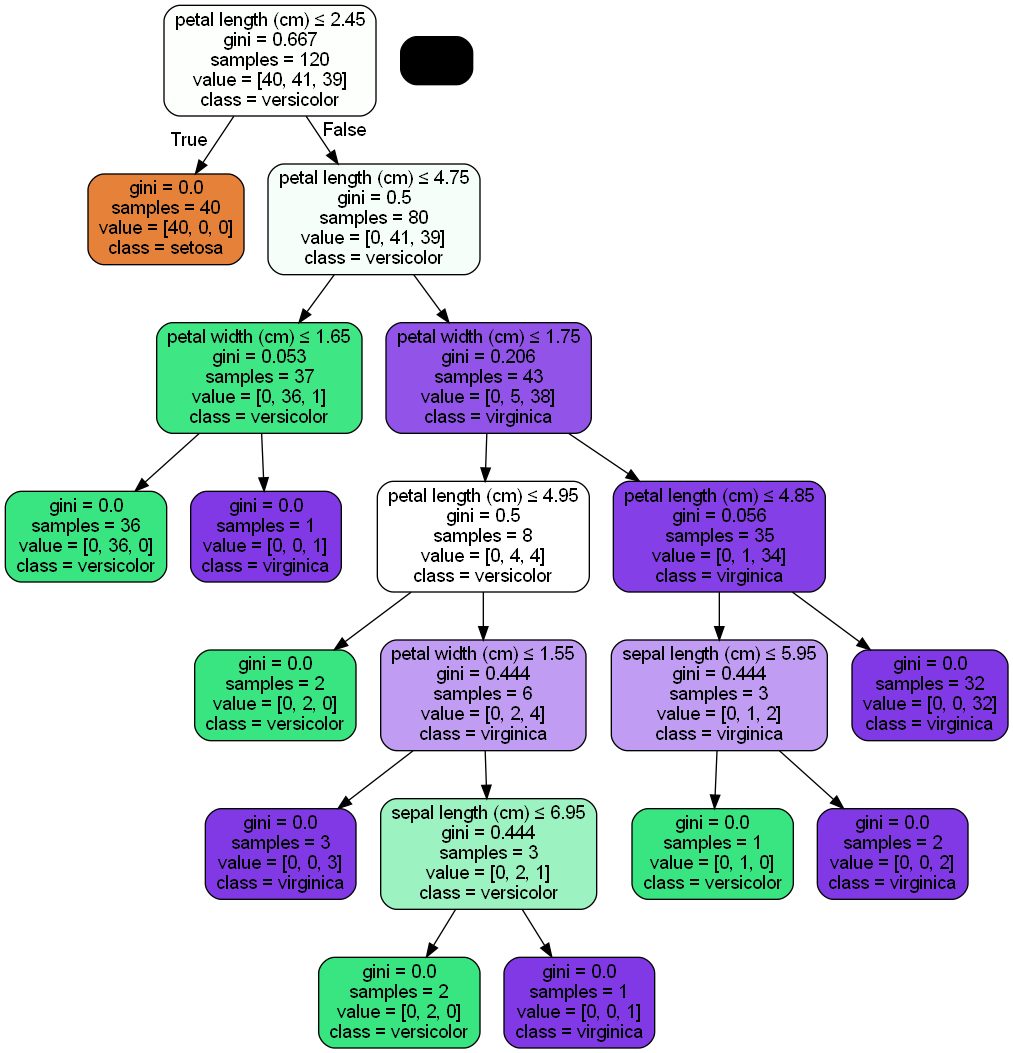 petal length (cm) ≤ 2.45
gini = 0.667
samples = 120
value = [40, 41, 39]
class = versicolor
True
False
gini = 0.0
samples = 40
value = [40, 0, 0]
class = setosa
petal length (cm) ≤ 4.75
gini = 0.5
samples = 80
value = [0, 41, 39]
class = versicolor
petal width (cm) ≤ 1.65
gini = 0.053
samples = 37
value = [0, 36, 1]
class = versicolor
petal width (cm) ≤ 1.75
gini = 0.206
samples = 43
value = [0, 5, 38]
class = virginica
gini = 0.0
samples = 36
value = [0, 36, 0]
class = versicolor
gini = 0.0
samples = 1
value = [0, 0, 1]
class = virginica
petal length (cm) ≤ 4.95
gini = 0.5
samples = 8
value = [0, 4, 4]
class = versicolor
petal length (cm) ≤ 4.85
gini = 0.056
samples = 35
value = [0, 1, 34]
class = virginica
gini = 0.0
samples = 2
value = [0, 2, 0]
class = versicolor
petal width (cm) ≤ 1.55
gini = 0.444
samples = 6
value = [0, 2, 4]
class = virginica
sepal length (cm) ≤ 5.95
gini = 0.444
samples = 3
value = [0, 1, 2]
class = virginica
gini = 0.0
samples = 32
value = [0, 0, 32]
class = virginica
gini = 0.0
samples = 3
value = [0, 0, 3]
class = virginica
sepal length (cm) ≤ 6.95
gini = 0.444
samples = 3
value = [0, 2, 1]
class = versicolor
gini = 0.0
samples = 1
value = [0, 1, 0]
class = versicolor
gini = 0.0
samples = 2
value = [0, 0, 2]
class = virginica
gini = 0.0
samples = 2
value = [0, 2, 0]
class = versicolor
gini = 0.0
samples = 1
value = [0, 0, 1]
class = virginica